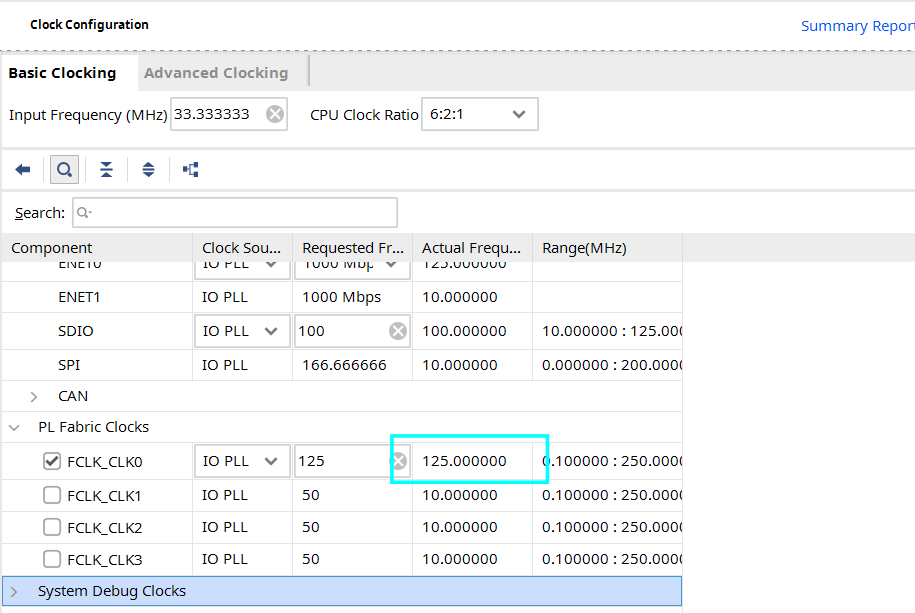 Clock Configuration
Summary Report
Basic Clocking Advanced Clocking
Input Frequency (MHz) 33.333333 CPU Clock Ratio 6:2:1
Search:
Component Clock Sou... Requested Fr... Actual Frequ... Range(MHz)
ENET0 IO PLL 1000 Mbp 125.000000
ENET1 IO PLL 1000 Mbps 10.000000
SDIO IO PLL 100 100.000000 10.000000 : 125.000
SPI IO PLL 166.666666 10.000000 0.000000 : 200.0000
CAN
PL Fabric Clocks
FCLK_CLK0 IO PLL 125 125.000000 0.100000 : 250.0000
FCLK_CLK1 IO PLL 50 10.000000 0.100000 : 250.0000
FCLK_CLK2 IO PLL 50 10.000000 0.100000 : 250.0000
FCLK_CLK3 IO PLL 50 10.000000 0.100000 : 250.0000
System Debug Clocks